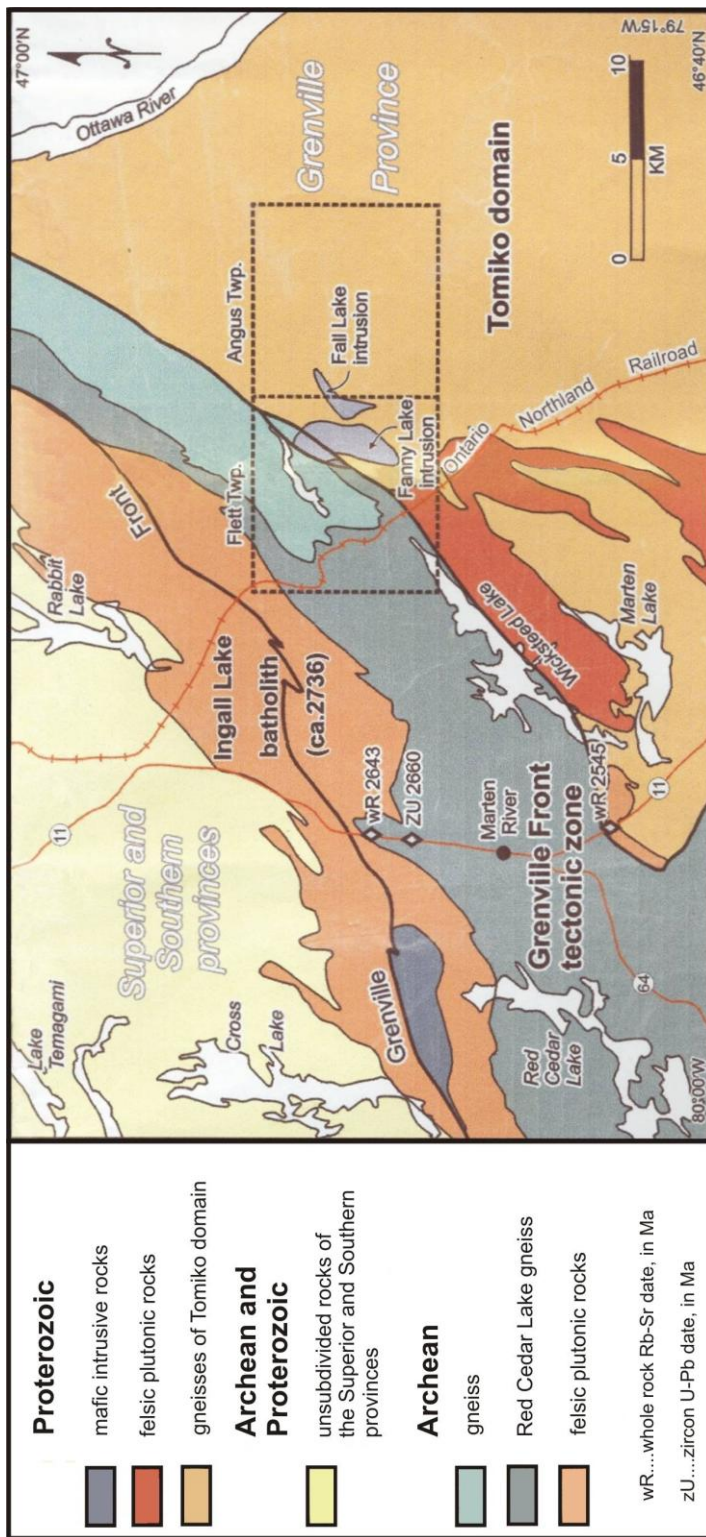 Proterozoic
mafic intrusive rocks
felsic plutonic rocks
gneisses of Tomiko domain
Archean and
Proterozoic
unsubdivided rocks of
the Superior and Southern
provinces
Archean
gneiss
Red Cedar Lake gneiss
felsic plutonic rocks
wR....whole rock Rb-Sr date, in Ma
zU....zircon U-Pb date, in Ma
47°00'N
N
Ottawa River
Lake
Temagami
11
Rabbit
Lake
Superior and
Southern
provinces
Cross
Lake
Front
Ingall Lake
batholith
(ca.2736)
Grenville
Flett Twp.
Angus Twp.
Grenville
Province
Fall Lake
intrusion
Fanny Lake
intrusion
wR 2643
ZU 2660
Ontario
Northland
Railroad
Tomiko domain
Marten
River
Wicksteed Lake
Grenville Front
tectonic zone
Red
Cedar
Lake
wR 2545
Marten
Lake
64
11
0
5
10
KM
80°00'W
79°15'W
46°40'N